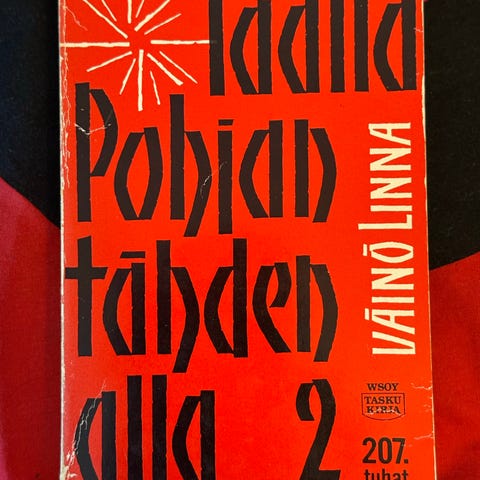 Täällä
Pohjan
tähden
alla 2
VÄINÖ LINNA
WSOY
TASKU
KIRJA
207.
tuhat